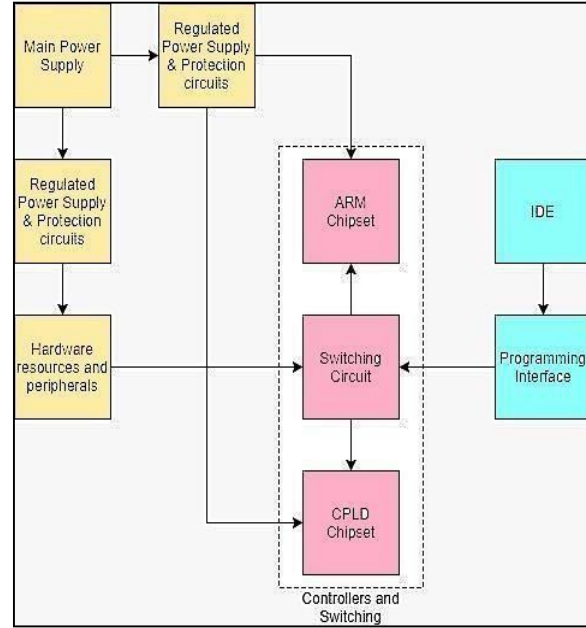 Main Power
Supply
Regulated
Power Supply
& Protection
circuits
Regulated
Power Supply
& Protection
circuits
ARM
Chipset
IDE
Hardware
resources and
peripherals
Switching
Circuit
Programming
Interface
CPLD
Chipset
Controllers and
Switching